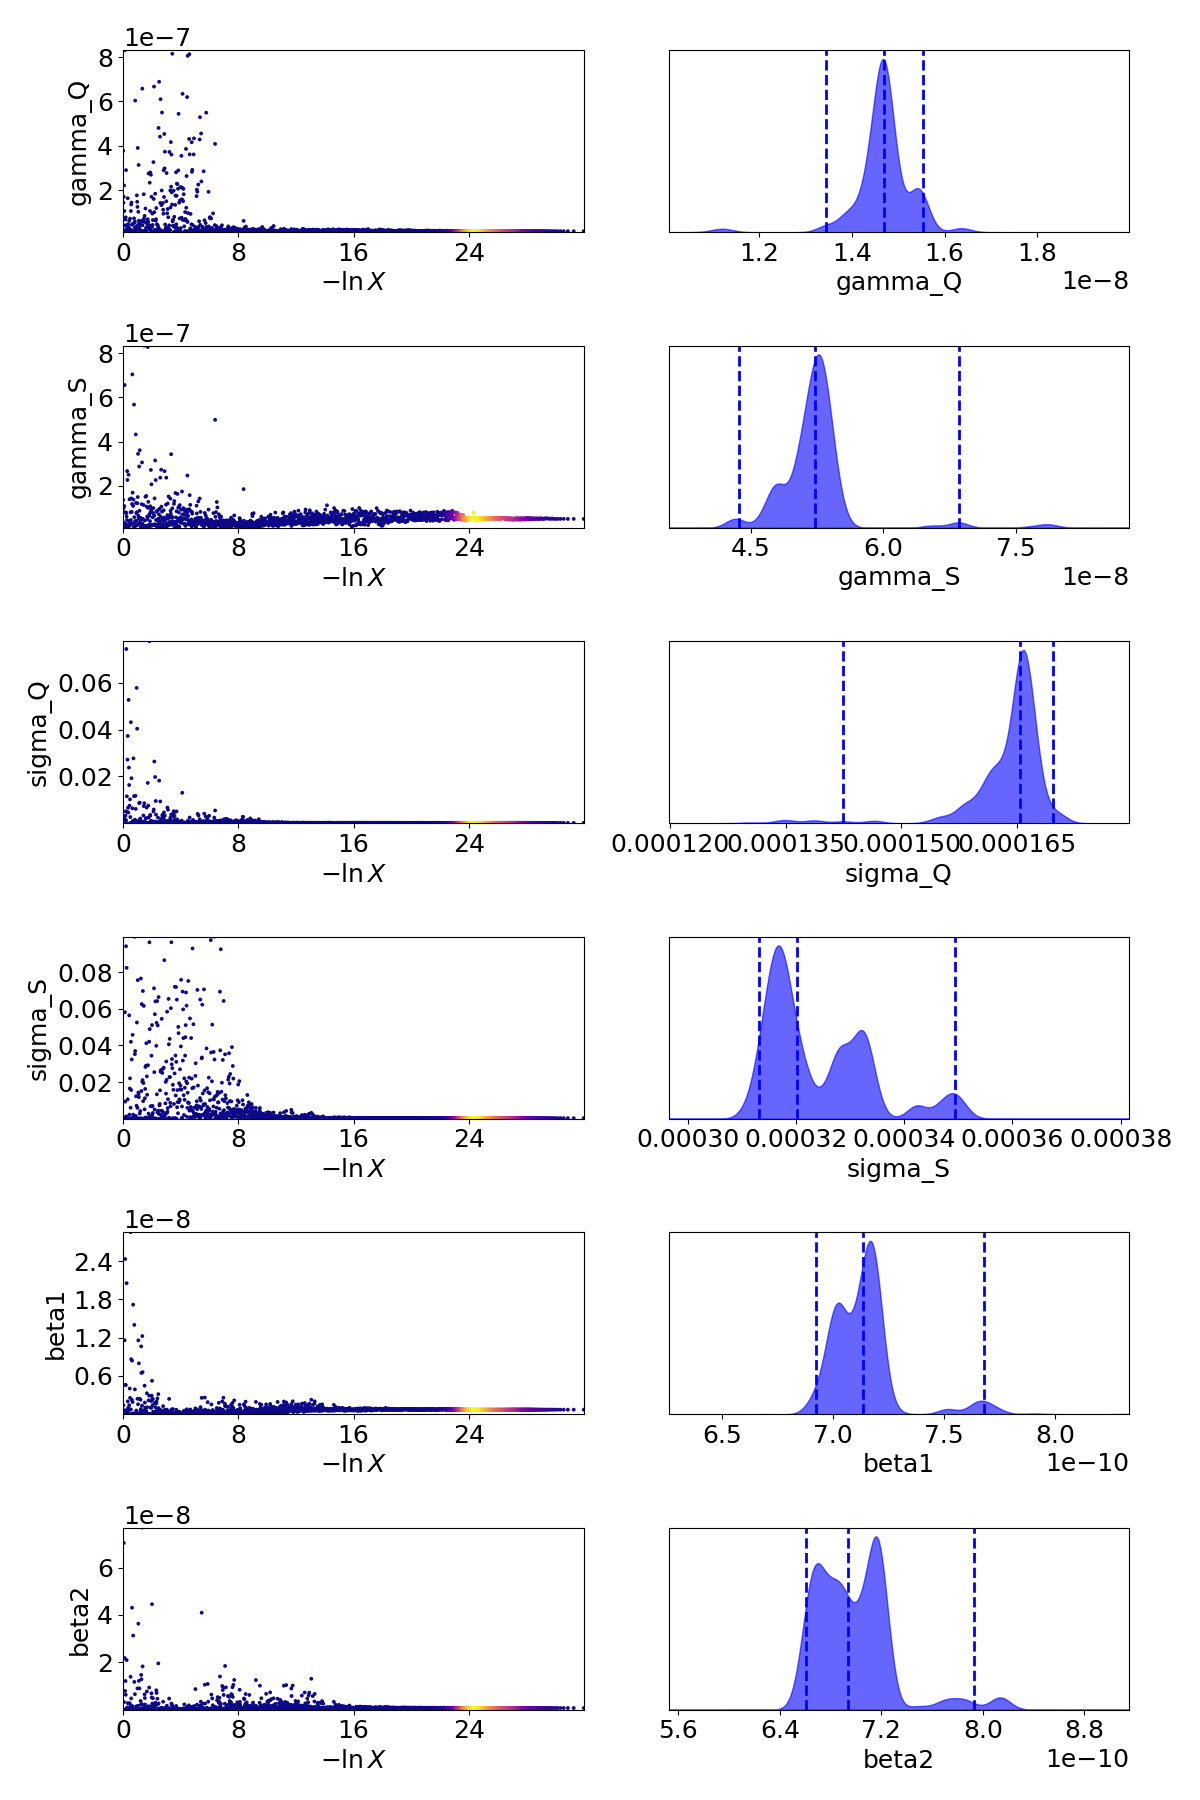 1e−7
8
6
4
2
gamma_Q
0 8 16 24
−ln X
1.2 1.4 1.6 1.8
gamma_Q 1e−8
1e−7
8
6
4
2
gamma_S
0 8 16 24
−ln X
4.5 6.0 7.5
gamma_S 1e−8
0.06
0.04
0.02
sigma_Q
0 8 16 24
−ln X
0.000120 0.000135 0.000150 0.000165
sigma_Q
0.08
0.06
0.04
0.02
sigma_S
0 8 16 24
−ln X
0.00030 0.00032 0.00034 0.00036 0.00038
sigma_S
1e−8
2.4
1.8
1.2
0.6
beta1
0 8 16 24
−ln X
6.5 7.0 7.5 8.0
beta1 1e−10
1e−8
6
4
2
beta2
0 8 16 24
−ln X
5.6 6.4 7.2 8.0 8.8
beta2 1e−10